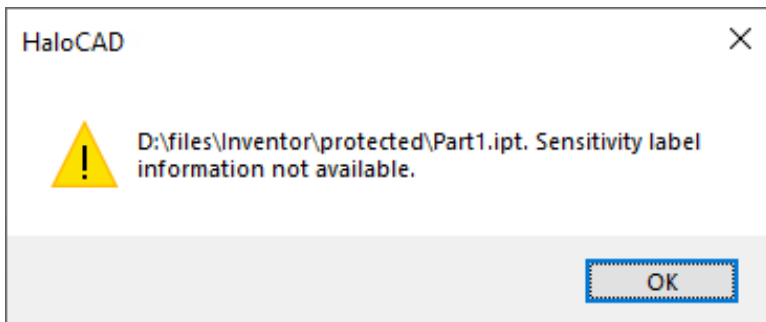 HaloCAD
D:\files\Inventor\protected\Part1.ipt. Sensitivity label
information not available.
OK